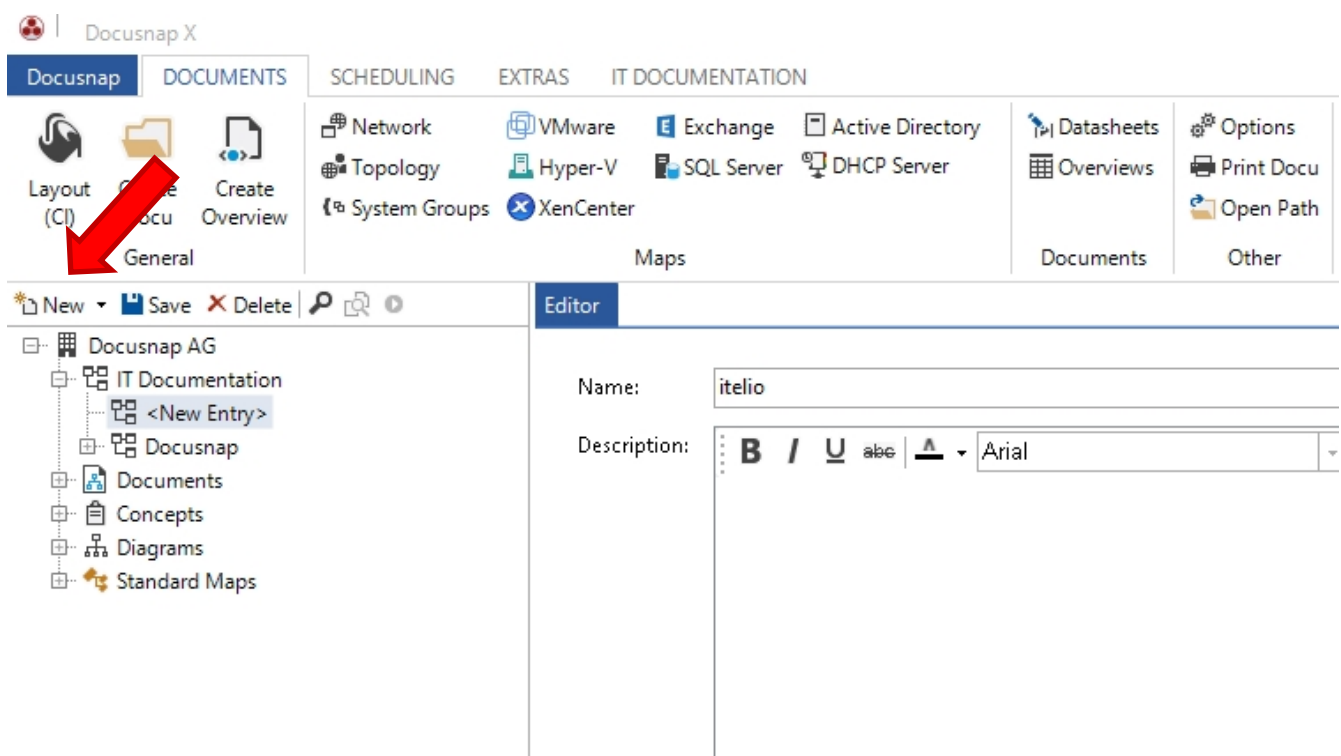 Docusnap X
Docusnap DOCUMENTS SCHEDULING EXTRAS IT DOCUMENTATION
Network VMware Exchange Active Directory Datasheets Options
Topology Hyper-V SQL Server DHCP Server Overviews Print Docu
Layout Create
(CI) Overview
System Groups XenCenter Open Path
General Maps Documents Other
New Save Delete Editor
Docusnap AG
IT Documentation
Name: itelio
<New Entry>
Docusnap
Description: B I U abc A Arial
Documents
Concepts
Diagrams
Standard Maps